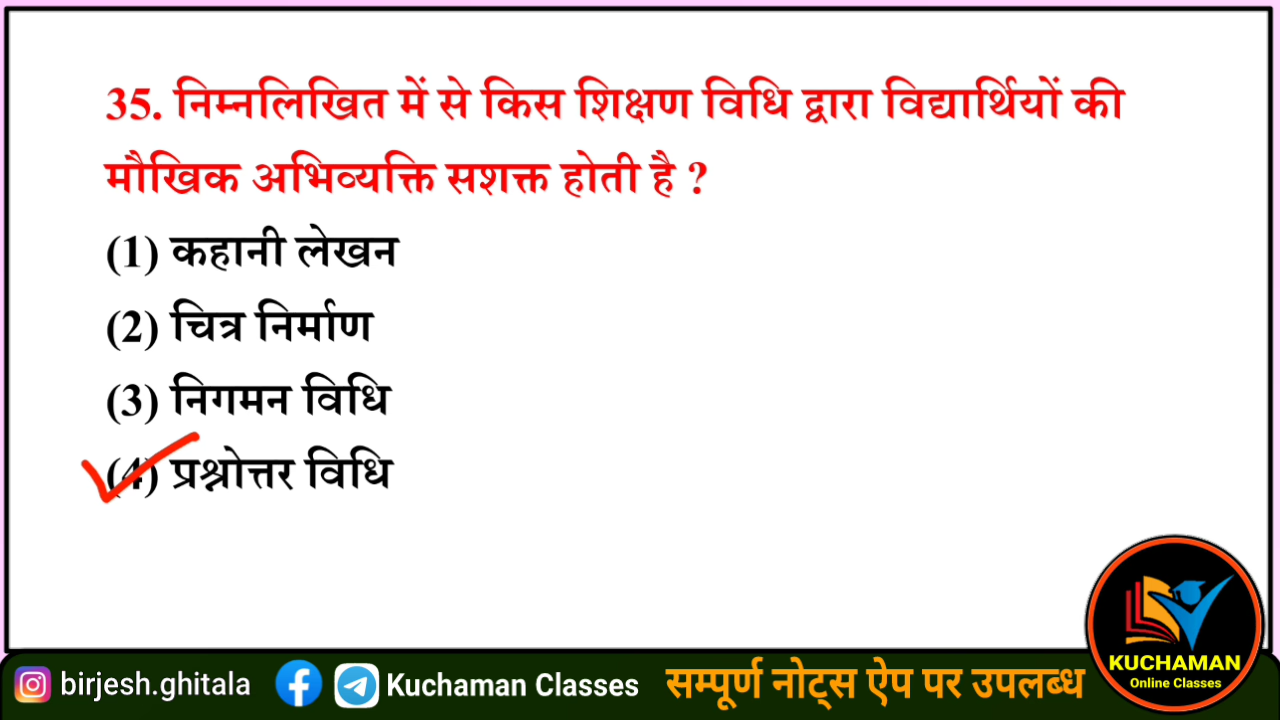 35. निम्नलिखित में से किस शिक्षण विधि द्वारा विद्यार्थियों की
मौखिक अभिव्यक्ति सशक्त होती है ?
(1) कहानी लेखन
(2) चित्र निर्माण
(3) निगमन विधि
(4) प्रश्नोत्तर विधि
KUCHAMAN
Online Classes
birjesh.ghitala Kuchaman Classes सम्पूर्ण नोट्स ऐप पर उपलब्ध